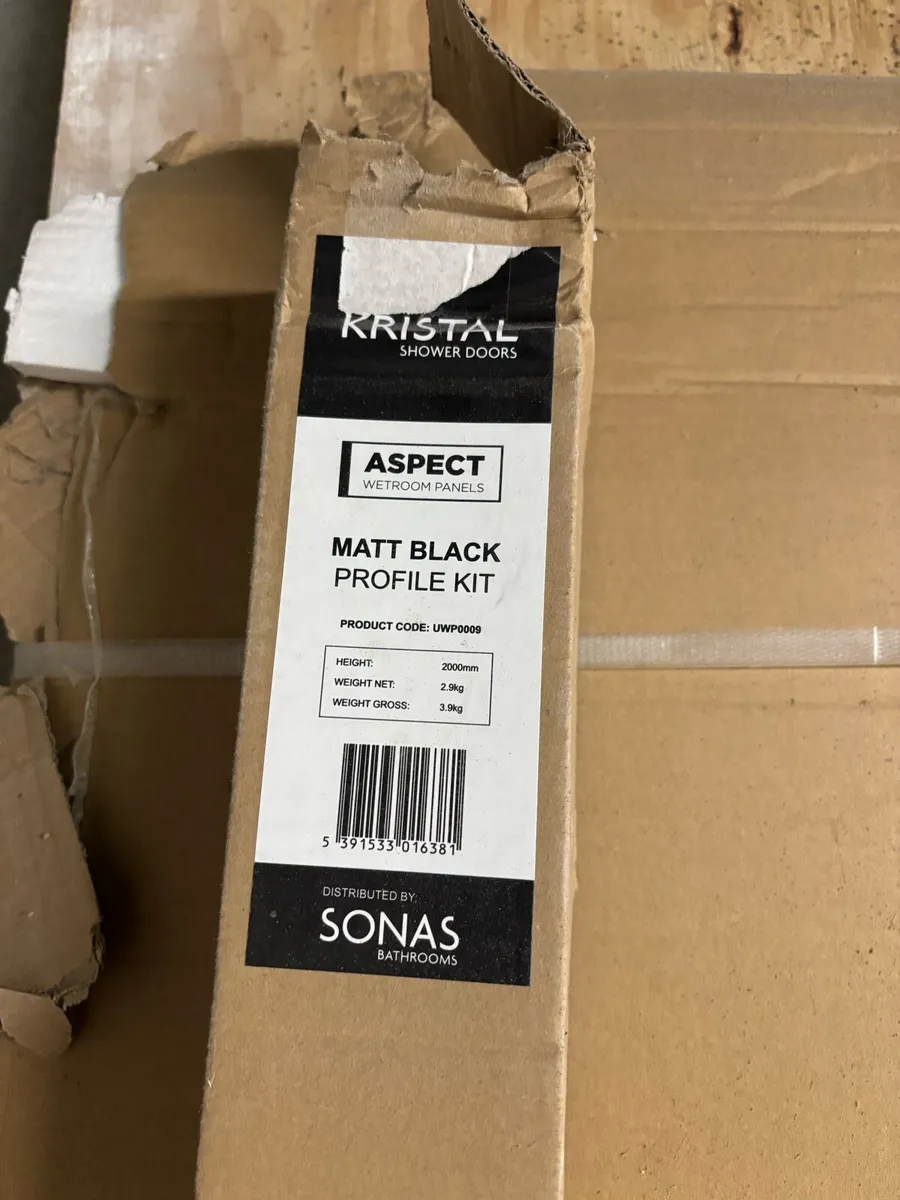 KRISTAL
SHOWER DOORS
ASPECT
WETROOM PANELS
MATT BLACK
PROFILE KIT
PRODUCT CODE: UWP0009
HEIGHT: 2000mm
WEIGHT NET: 2.9kg
WEIGHT GROSS: 3.9kg
5 391533 016381
DISTRIBUTED BY:
SONAS
BATHROOMS